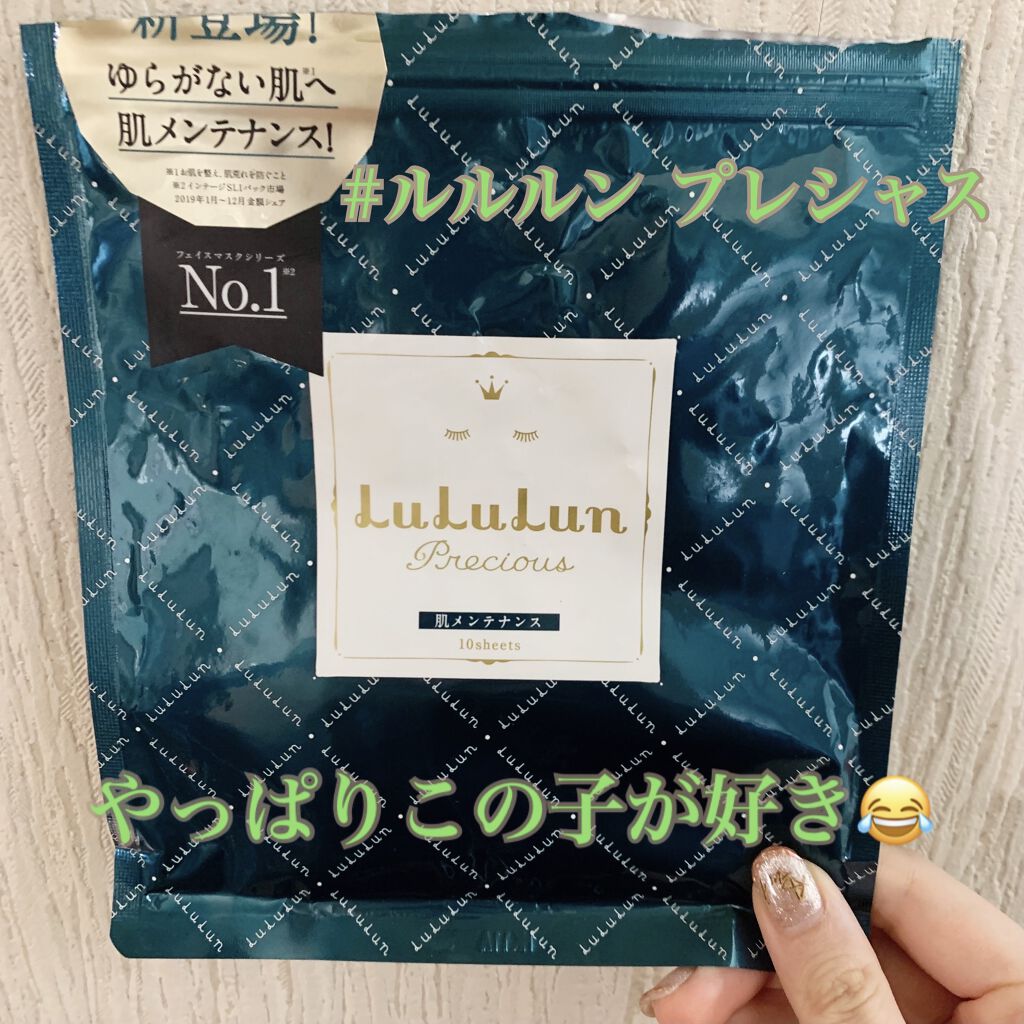 新登場!
ゆらがない肌※1へ
肌メンテナンス!
※1 お肌を整え、肌荒れを防ぐこと
※2 インテージSLIパック市場
2019年1月~12月金額シェア
#ルルルン プレシャス
フェイスマスクシリーズ
No.1※2
LuLuLun
Precious
肌メンテナンス
10sheets
やっぱりこの子が好き😂